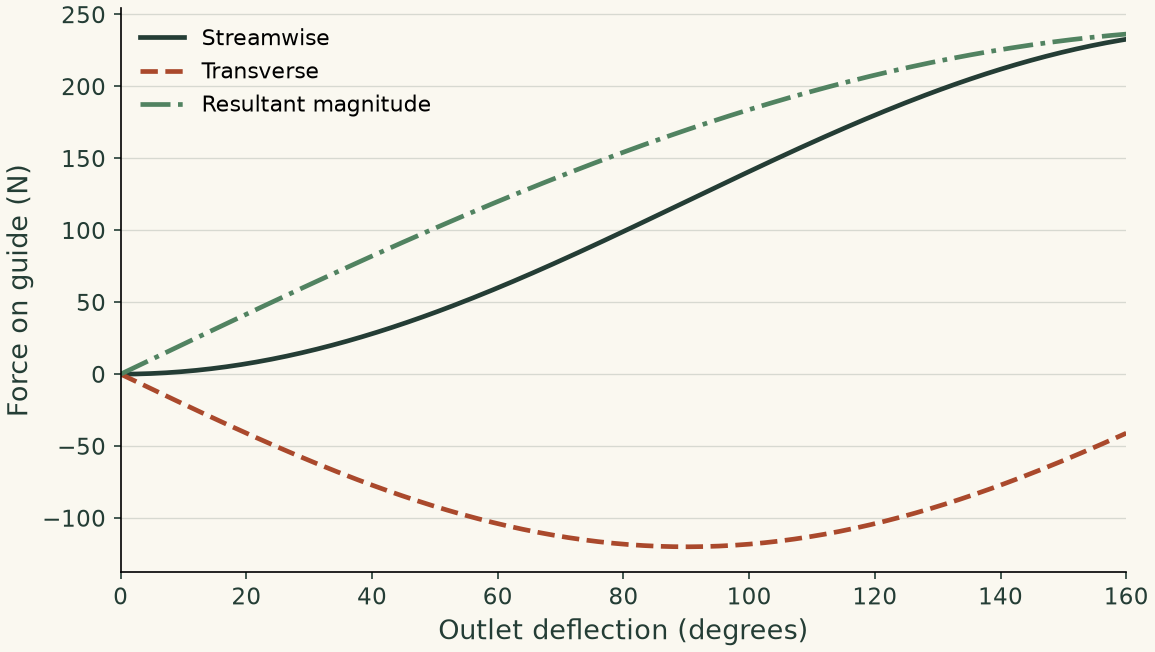 250
200
150
100
50
0
−50
−100
Force on guide (N)
Streamwise
Transverse
Resultant magnitude
0 20 40 60 80 100 120 140 160
Outlet deflection (degrees)